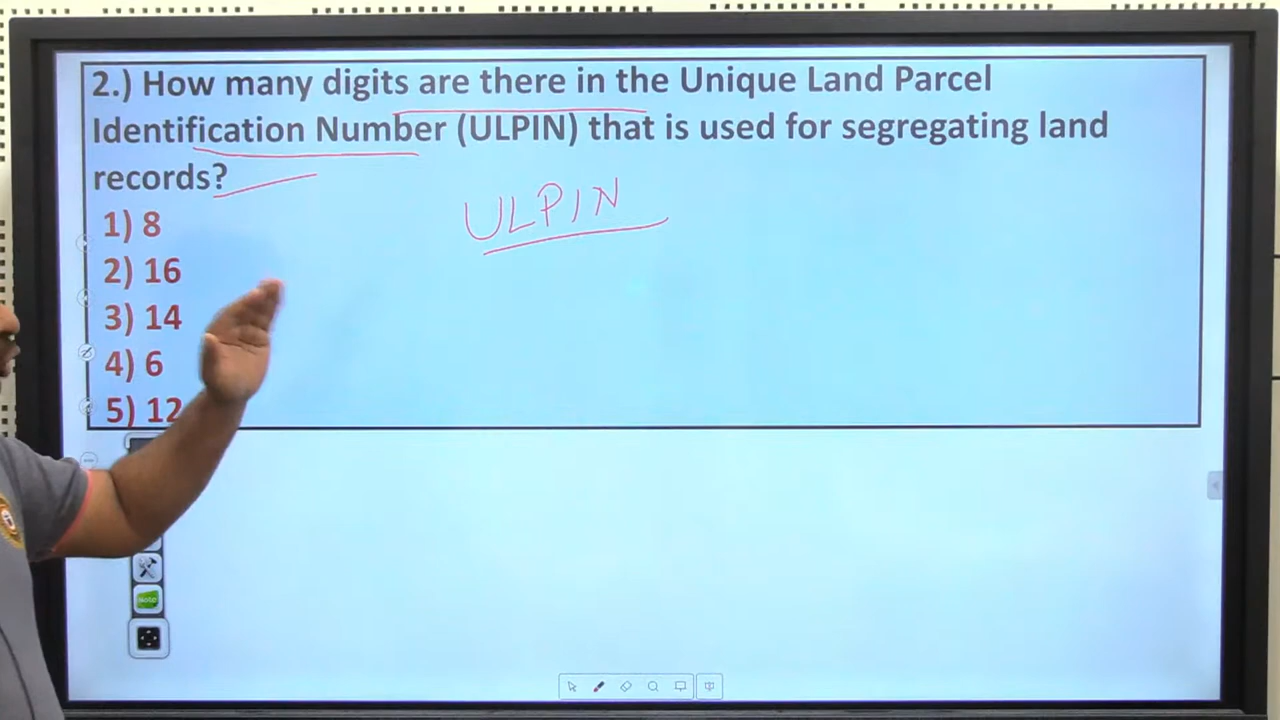 2.) How many digits are there in the Unique Land Parcel
Identification Number (ULPIN) that is used for segregating land
records?
ULPIN
1) 8
2) 16
3) 14
4) 6
5) 12
Note